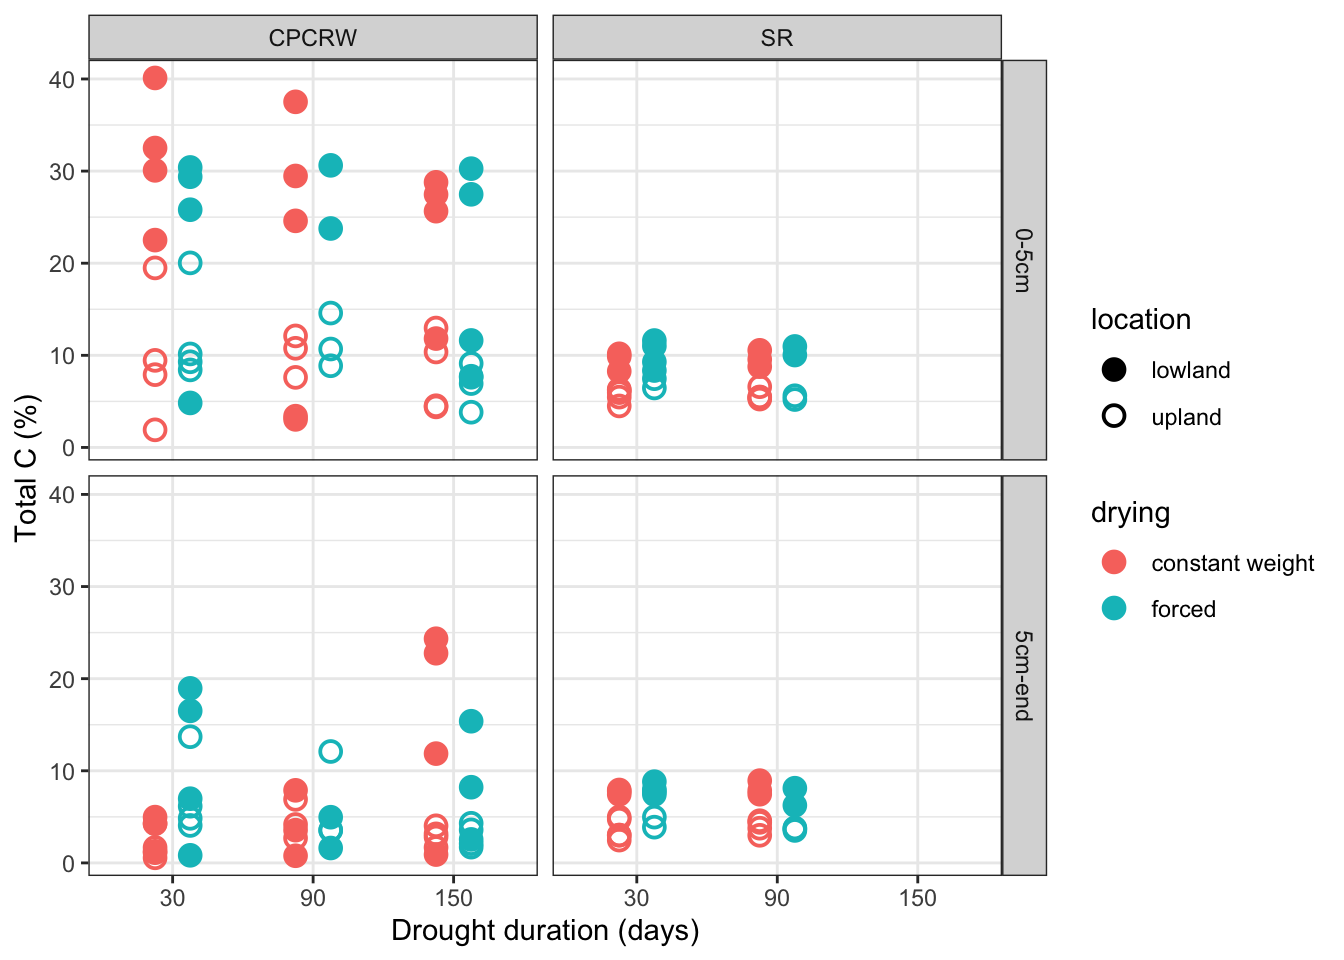 CPCRW
SR
40
30
20
10
0
0-5cm
40
30
20
10
0
5cm-end
30
90
150
30
90
150
Drought duration (days)
Total C (%)
location
lowland
upland
drying
constant weight
forced